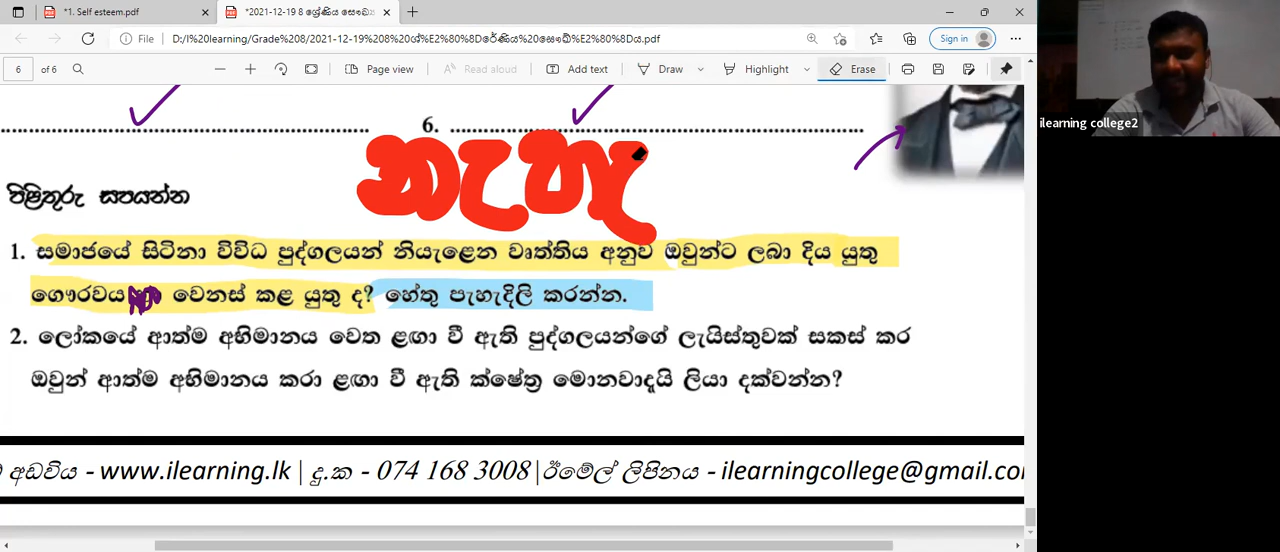 *1. Self esteem.pdf
*2021-12-19 8 ශ්‍රේණිය සෞඛ්‍ය
File D:/I%20learning/Grade%208/2021-12-19%208%20ශ්%E2%80%8Dරේණිය%20සෞඛ්%E2%80%8Dය.pdf
Sign in
6 of 6
Page view
Read aloud
Add text
Draw
Highlight
Erase
6.
නැහැ
පිළිතුරු සපයන්න
1. සමාජයේ සිටිනා විවිධ පුද්ගලයන් නියැළෙන වෘත්තිය අනුව ඔවුන්ට ලබා දිය යුතු
ගෞරවය වෙනස් කළ යුතු ද? හේතු පැහැදිලි කරන්න.
2. ලෝකයේ ආත්ම අභිමානය වෙත ළඟා වී ඇති පුද්ගලයන්ගේ ලැයිස්තුවක් සකස් කර
ඔවුන් ආත්ම අභිමානය කරා ළඟා වී ඇති ක්ෂේත්‍ර මොනවාදැයි ලියා දක්වන්න?
අඩවිය - www.ilearning.lk | දු.ක - 074 168 3008|ඊමේල් ලිපිනය - ilearningcollege@gmail.co
ilearning college2